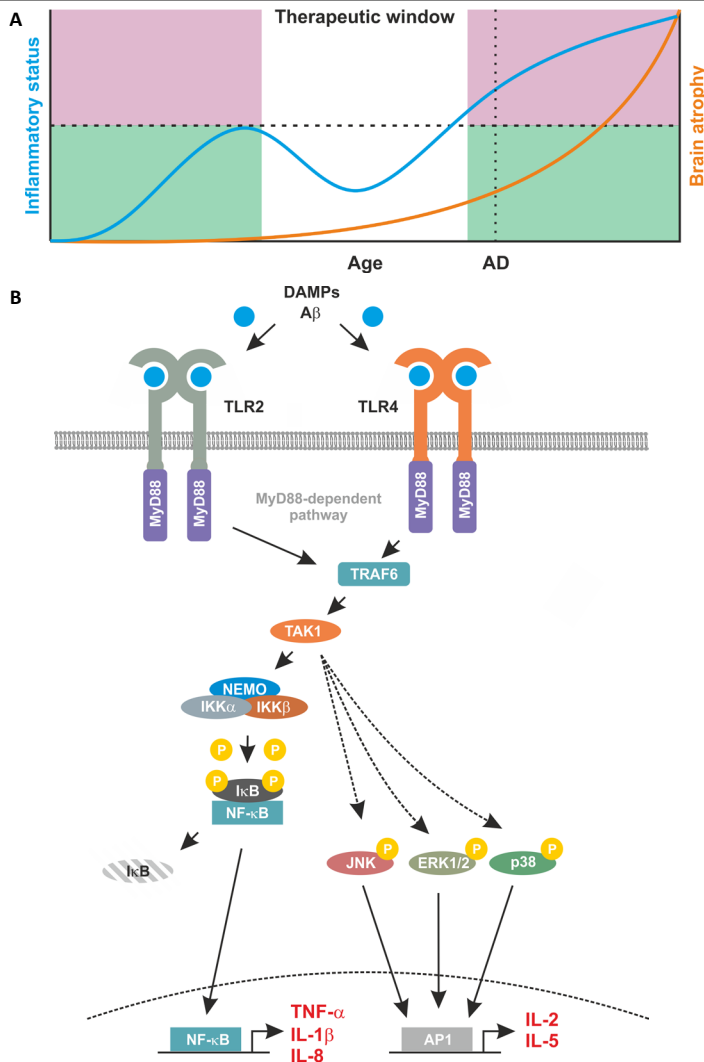 A
Therapeutic window
Inflammatory status
Brain atrophy
Age
AD
B
DAMPs
Aβ
TLR2
TLR4
MyD88
MyD88
MyD88
MyD88
MyD88-dependent
pathway
TRAF6
TAK1
NEMO
IKKα
IKKβ
P
P
P
P
IκB
NF-κB
IκB
JNK
P
ERK1/2
P
p38
P
NF-κB
TNF-α
IL-1β
IL-8
AP1
IL-2
IL-5